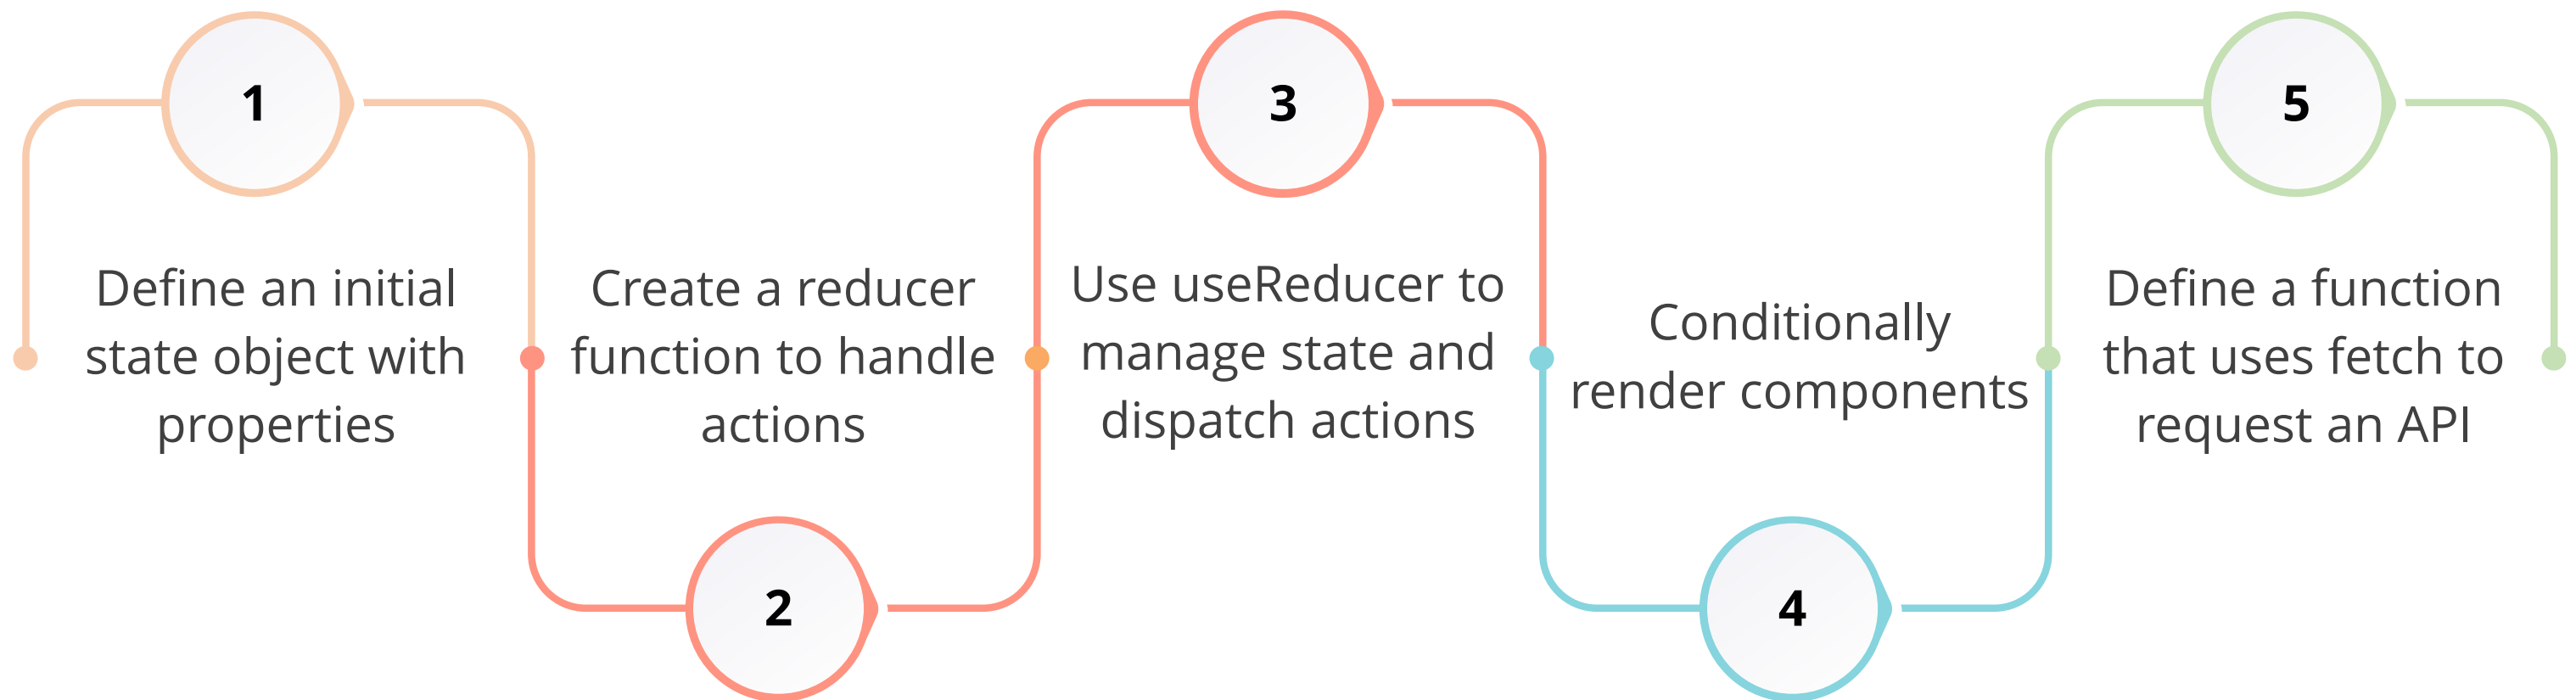 1
Define an initial
state object with
properties
2
Create a reducer
function to handle
actions
3
Use useReducer to
manage state and
dispatch actions
4
Conditionally
render components
5
Define a function
that uses fetch to
request an API